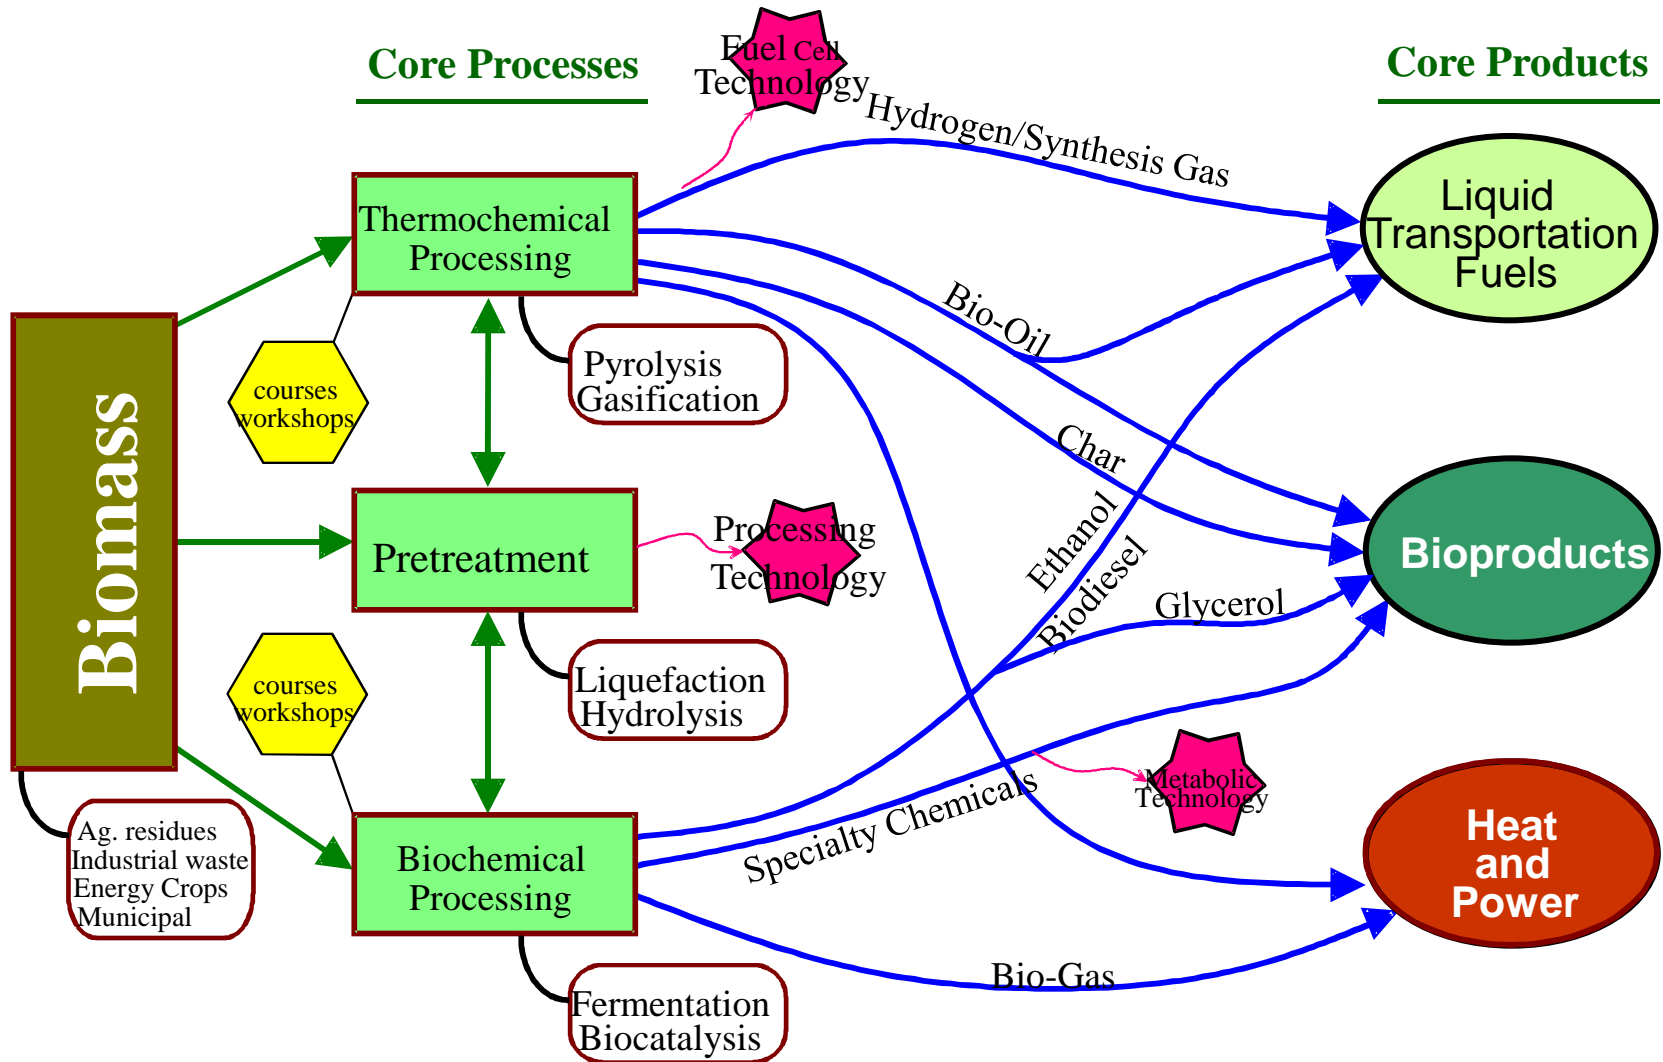 Core Processes
Fuel Cell
Technology
Core Products
Hydrogen/Synthesis Gas
Thermochemical
Processing
Liquid
Transportation
Fuels
Bio-Oil
courses
workshops
Pyrolysis
Gasification
Biomass
Char
Pretreatment
Processing
Technology
Ethanol
Biodiesel
Bioproducts
Glycerol
courses
workshops
Liquefaction
Hydrolysis
Metabolic
Technology
Specialty Chemicals
Ag. residues
Industrial waste
Energy Crops
Municipal
Biochemical
Processing
Heat
and
Power
Bio-Gas
Fermentation
Biocatalysis